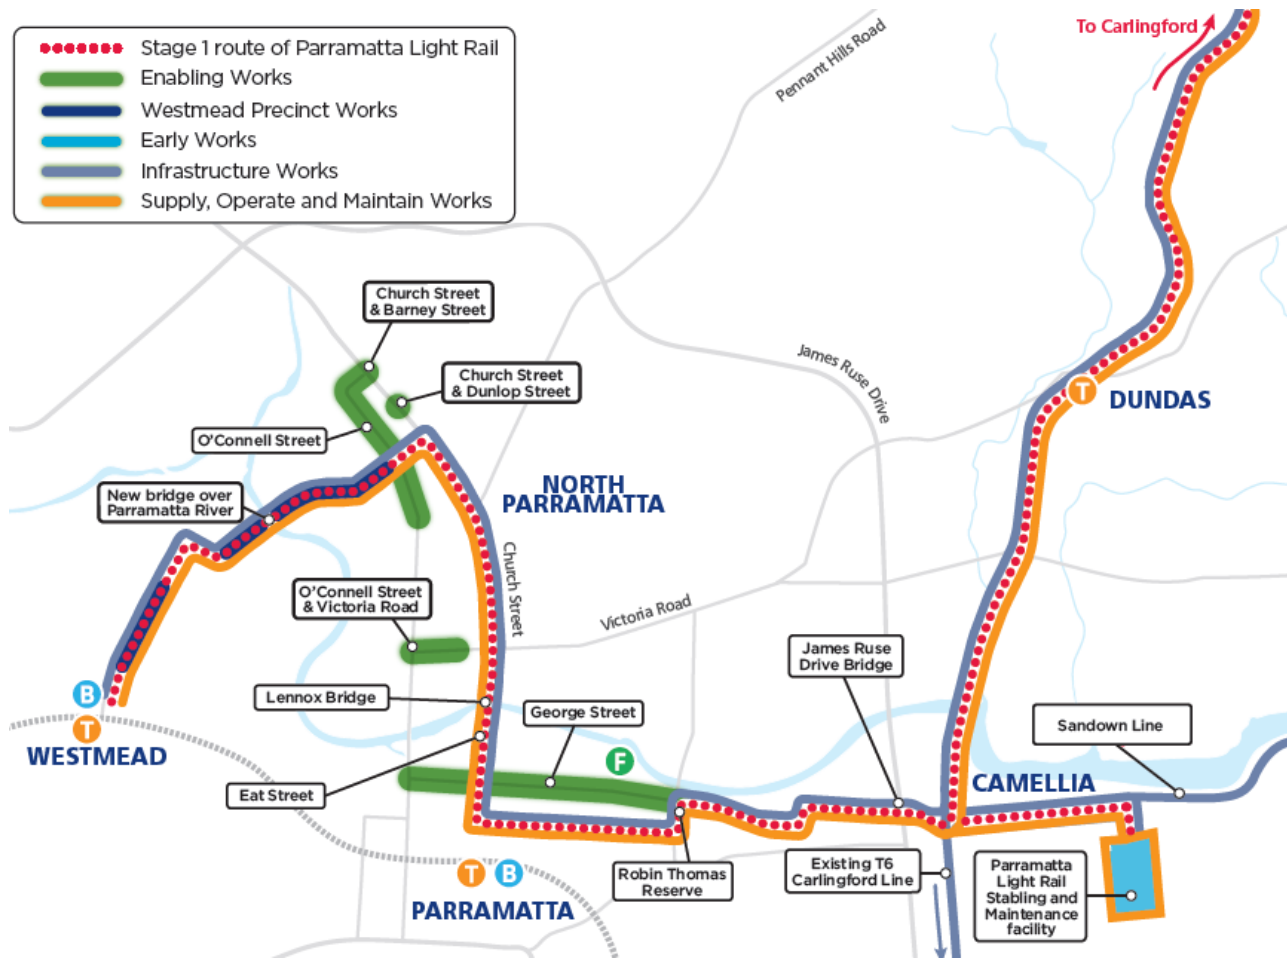 To Carlingford
Stage 1 route of Parramatta Light Rail
Enabling Works
Westmead Precinct Works
Early Works
Infrastructure Works
Supply, Operate and Maintain Works
Pennant Hills Road
Church Street
& Barney Street
James Ruse Drive
Church Street
& Dunlop Street
T
DUNDAS
O'Connell Street
New bridge over
Parramatta River
NORTH
PARRAMATTA
Church Street
O'Connell Street
& Victoria Road
Victoria Road
James Ruse
Drive Bridge
B
Lennox Bridge
George Street
Sandown Line
T
WESTMEAD
F
CAMELLIA
Eat Street
T
B
PARRAMATTA
Robin Thomas
Reserve
Existing T6
Carlingford Line
Parramatta
Light Rail
Stabling and
Maintenance
facility